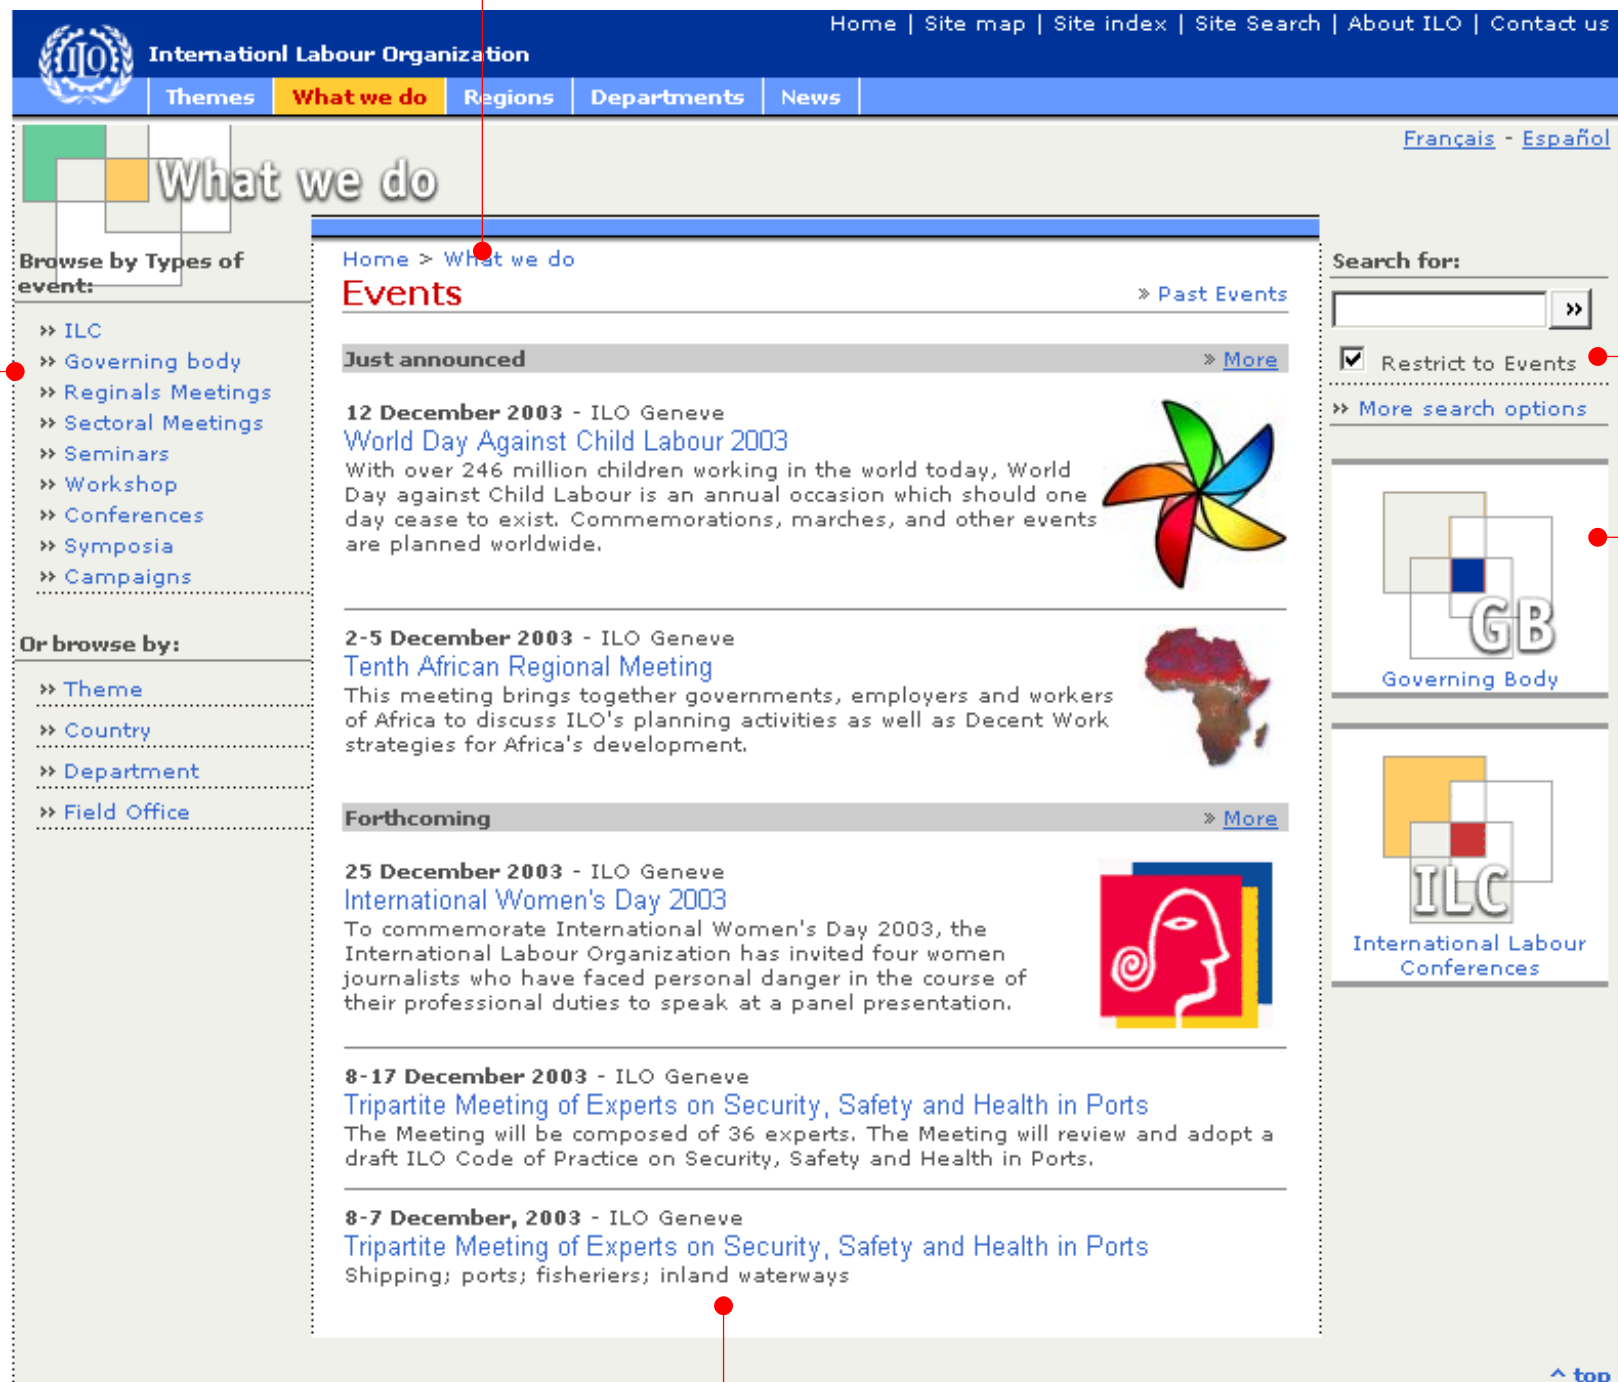 Home | Site map | Site index | Site Search | About ILO | Contact us
ILO
Internationl Labour Organization
Themes What we do Regions Departments News
Français - Español
What we do
Browse by Types of
event:
» ILC
» Governing body
» Reginals Meetings
» Sectoral Meetings
» Seminars
» Workshop
» Conferences
» Symposia
» Campaigns
Or browse by:
» Theme
» Country
» Department
» Field Office
Home > What we do
Events
» Past Events
Just announced » More
12 December 2003 - ILO Geneve
World Day Against Child Labour 2003
With over 246 million children working in the world today, World
Day against Child Labour is an annual occasion which should one
day cease to exist. Commemorations, marches, and other events
are planned worldwide.
2-5 December 2003 - ILO Geneve
Tenth African Regional Meeting
This meeting brings together governments, employers and workers
of Africa to discuss ILO's planning activities as well as Decent Work
strategies for Africa's development.
Forthcoming » More
25 December 2003 - ILO Geneve
International Women's Day 2003
To commemorate International Women's Day 2003, the
International Labour Organization has invited four women
journalists who have faced personal danger in the course of
their professional duties to speak at a panel presentation.
8-17 December 2003 - ILO Geneve
Tripartite Meeting of Experts on Security, Safety and Health in Ports
The Meeting will be composed of 36 experts. The Meeting will review and adopt a
draft ILO Code of Practice on Security, Safety and Health in Ports.
8-7 December, 2003 - ILO Geneve
Tripartite Meeting of Experts on Security, Safety and Health in Ports
Shipping; ports; fisheriers; inland waterways
Search for:
»
Restrict to Events
» More search options
GB
Governing Body
ILC
International Labour
Conferences
^ top